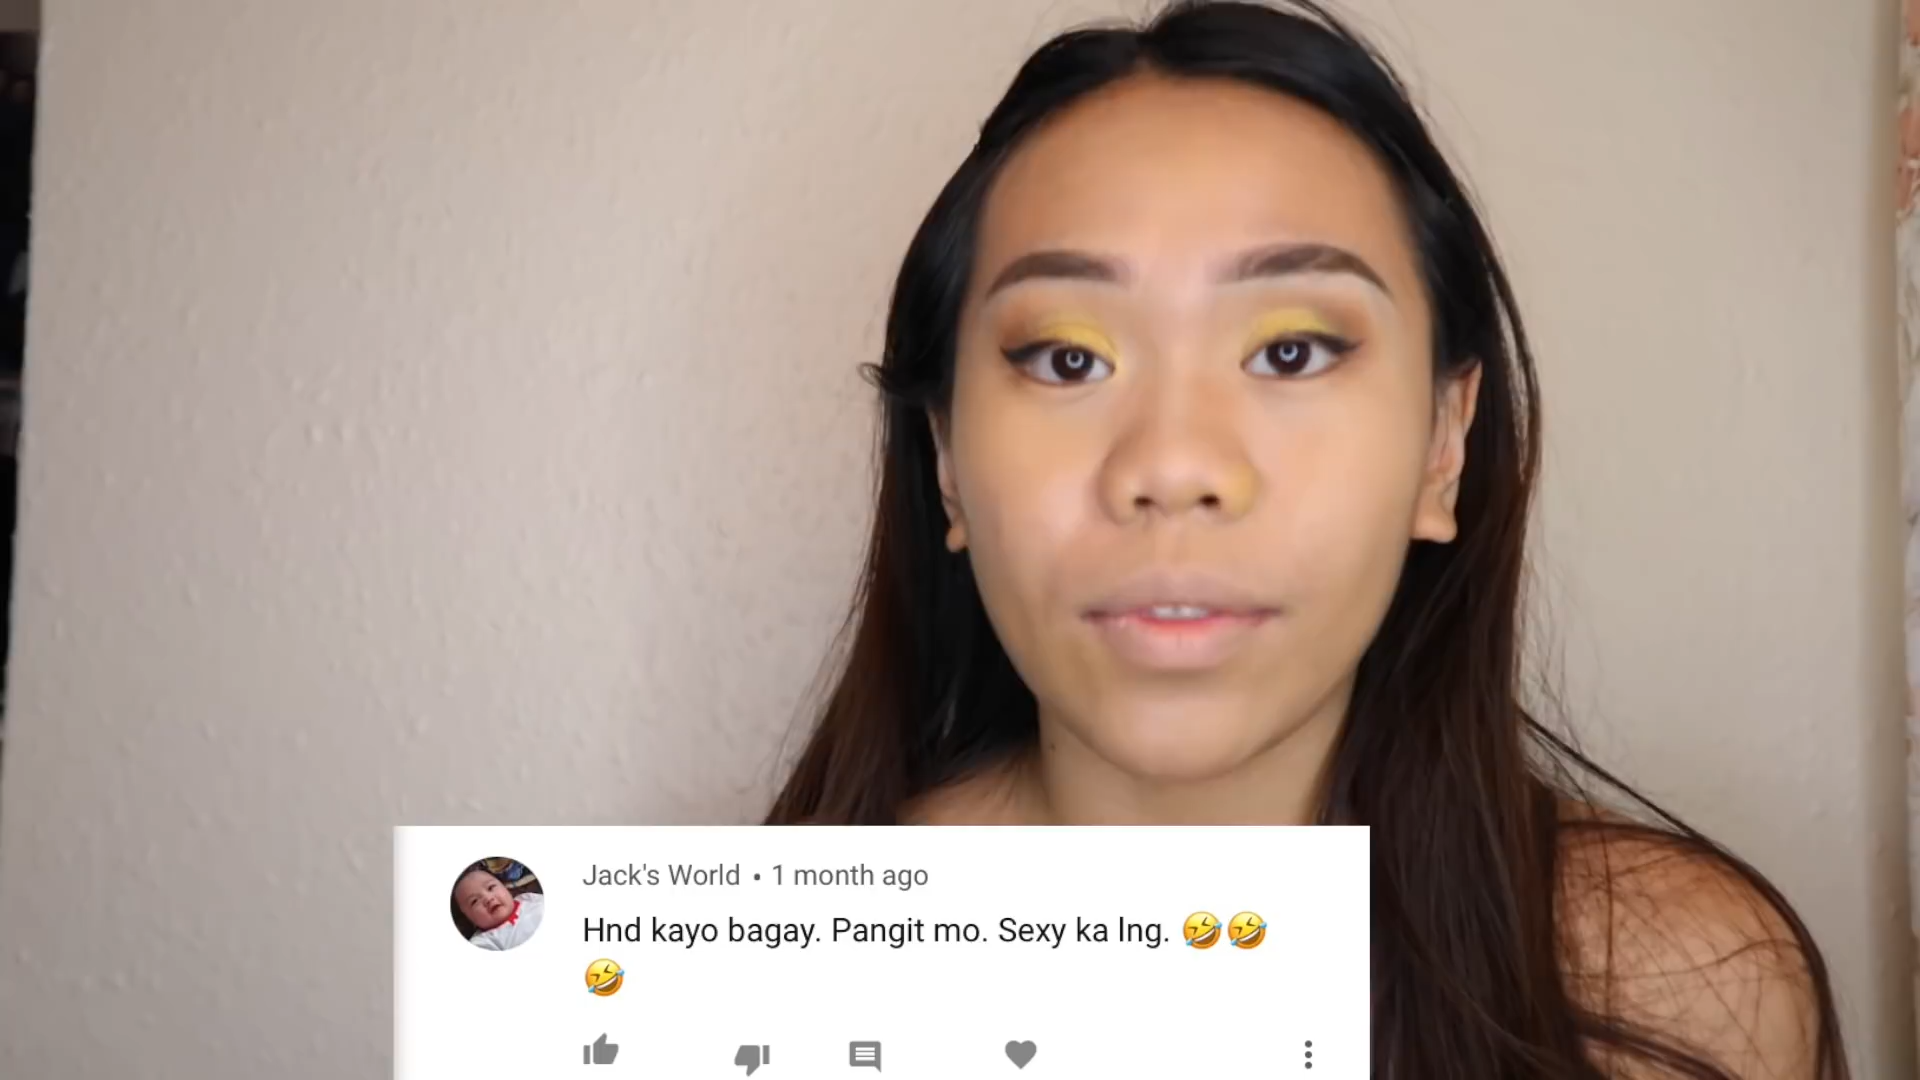 Jack's World • 1 month ago
Hnd kayo bagay. Pangit mo. Sexy ka lng. 🤣🤣
🤣